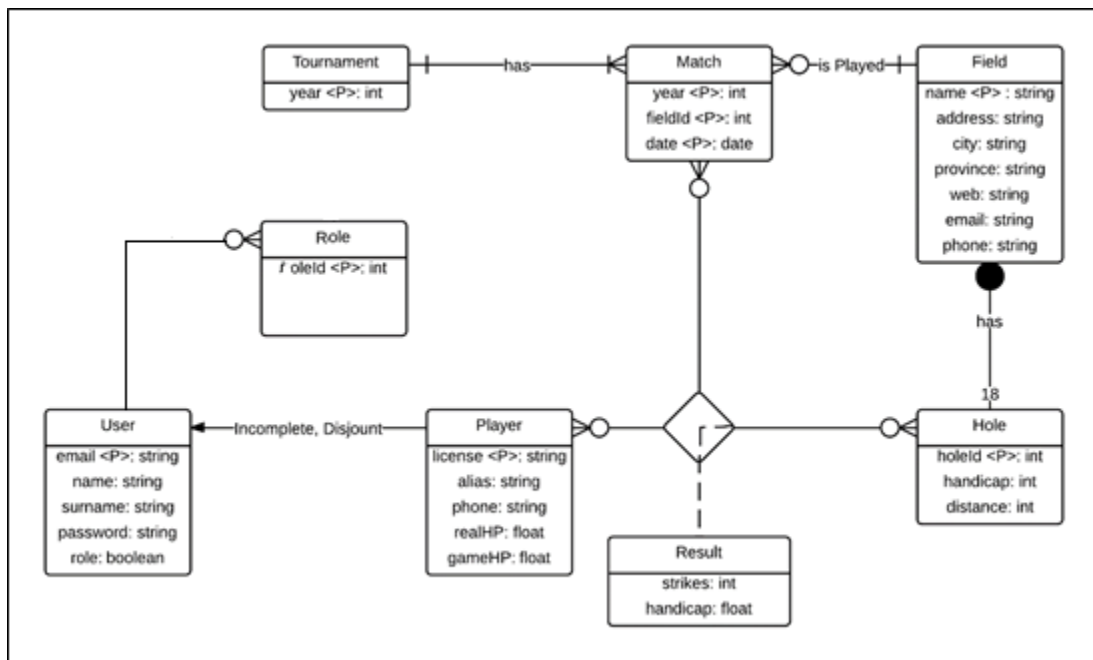 Tournament
year <P>: int
has
Match
year <P>: int
fieldId <P>: int
date <P>: date
is Played
Field
name <P> : string
address: string
city: string
province: string
web: string
email: string
phone: string
Role
r oleId <P>: int
has
18
User
email <P>: string
name: string
surname: string
password: string
role: boolean
Incomplete, Disjount
Player
license <P>: string
alias: string
phone: string
realHP: float
gameHP: float
Hole
holeId <P>: int
handicap: int
distance: int
Result
strikes: int
handicap: float